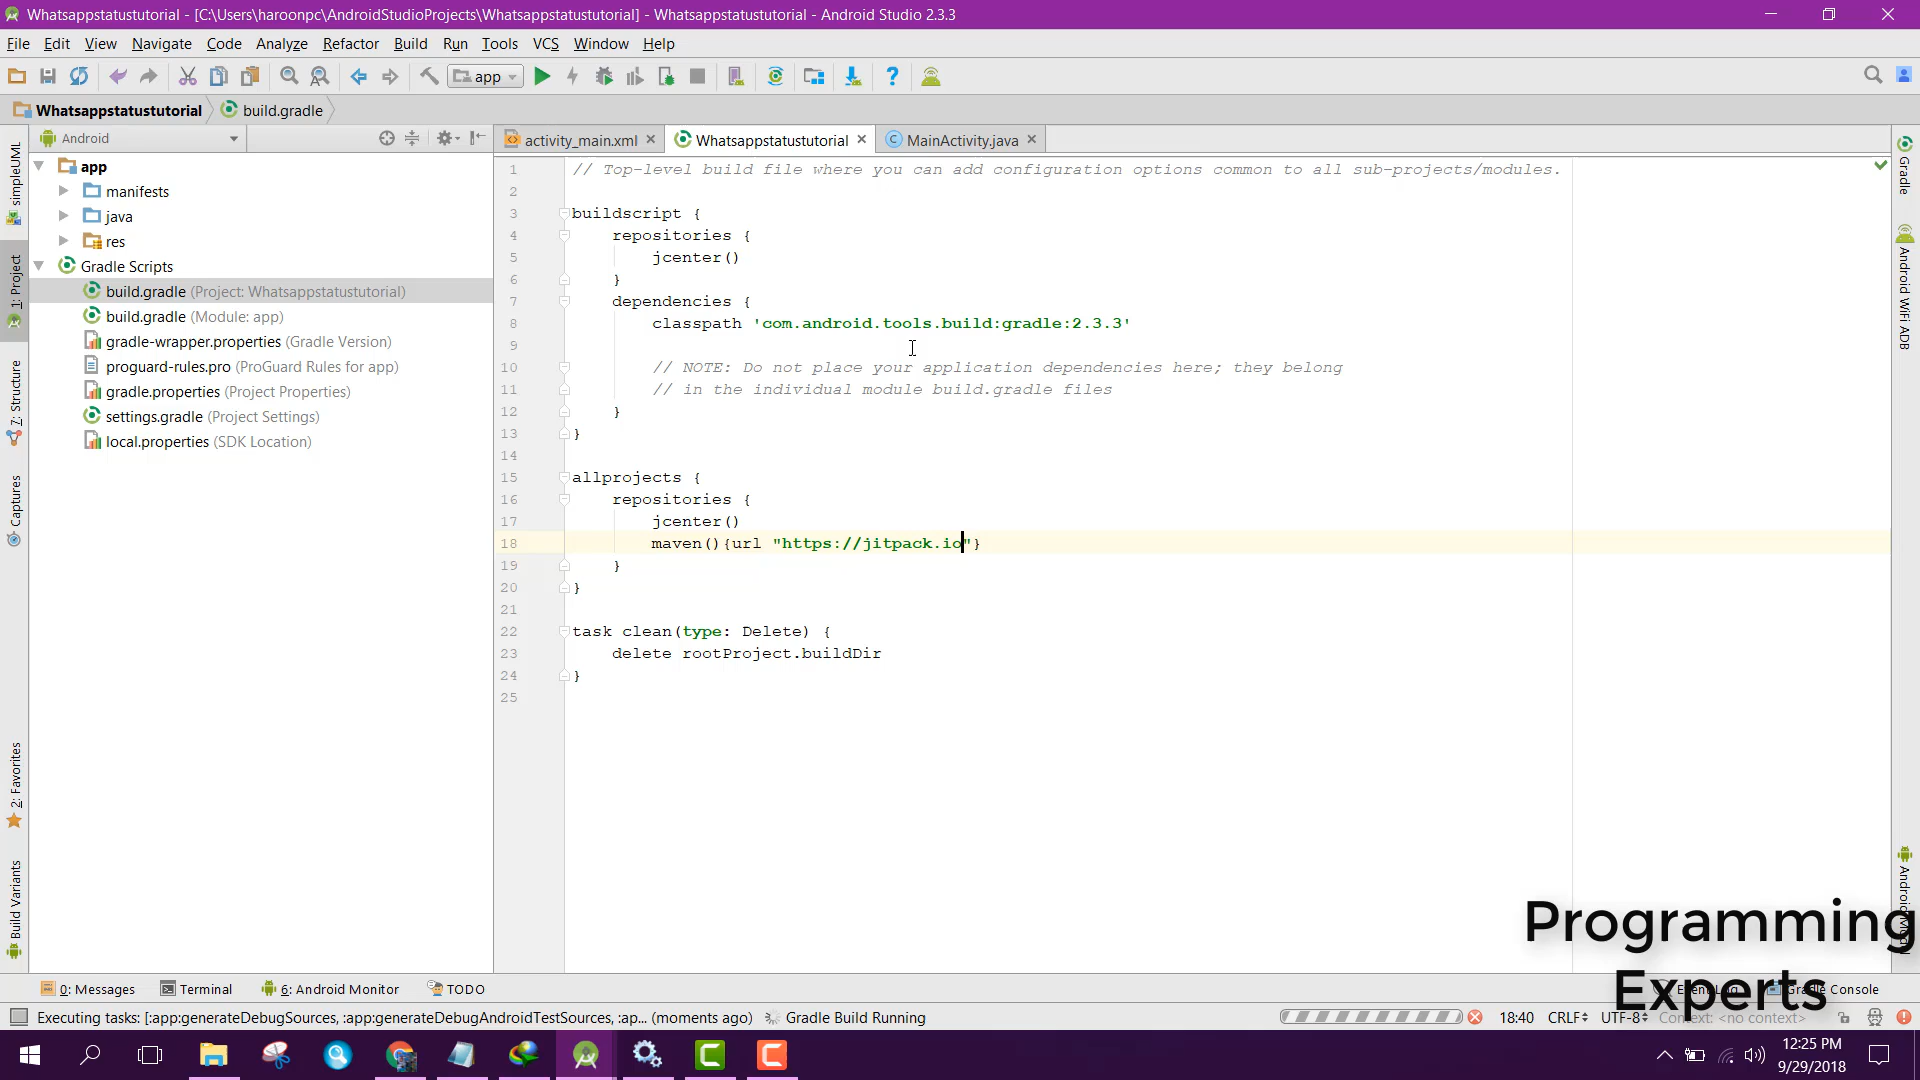 Whatsappstatustutorial - [C:\Users\haroonpc\AndroidStudioProjects\Whatsappstatustutorial] - Whatsappstatustutorial - Android Studio 2.3.3
File Edit View Navigate Code Analyze Refactor Build Run Tools VCS Window Help
app
Whatsappstatustutorial build.gradle
Android
activity_main.xml Whatsappstatustutorial MainActivity.java
app
manifests
java
res
Gradle Scripts
build.gradle (Project: Whatsappstatustutorial)
build.gradle (Module: app)
gradle-wrapper.properties (Gradle Version)
proguard-rules.pro (ProGuard Rules for app)
gradle.properties (Project Properties)
settings.gradle (Project Settings)
local.properties (SDK Location)
simpleUML
1: Project
7: Structure
Captures
2: Favorites
Build Variants
1 // Top-level build file where you can add configuration options common to all sub-projects/modules.
2
3 buildscript {
4 repositories {
5 jcenter()
6 }
7 dependencies {
8 classpath 'com.android.tools.build:gradle:2.3.3'
9
10 // NOTE: Do not place your application dependencies here; they belong
11 // in the individual module build.gradle files
12 }
13 }
14
15 allprojects {
16 repositories {
17 jcenter()
18 maven(){url "https://jitpack.io"}
19 }
20 }
21
22 task clean(type: Delete) {
23 delete rootProject.buildDir
24 }
25
Gradle
Android WiFi ADB
Programming
Experts
0: Messages Terminal 6: Android Monitor TODO Gradle Console
Executing tasks: [:app:generateDebugSources, :app:generateDebugAndroidTestSources, :ap... (moments ago) Gradle Build Running 18:40 CRLF UTF-8 Context: <no context>
12:25 PM
9/29/2018